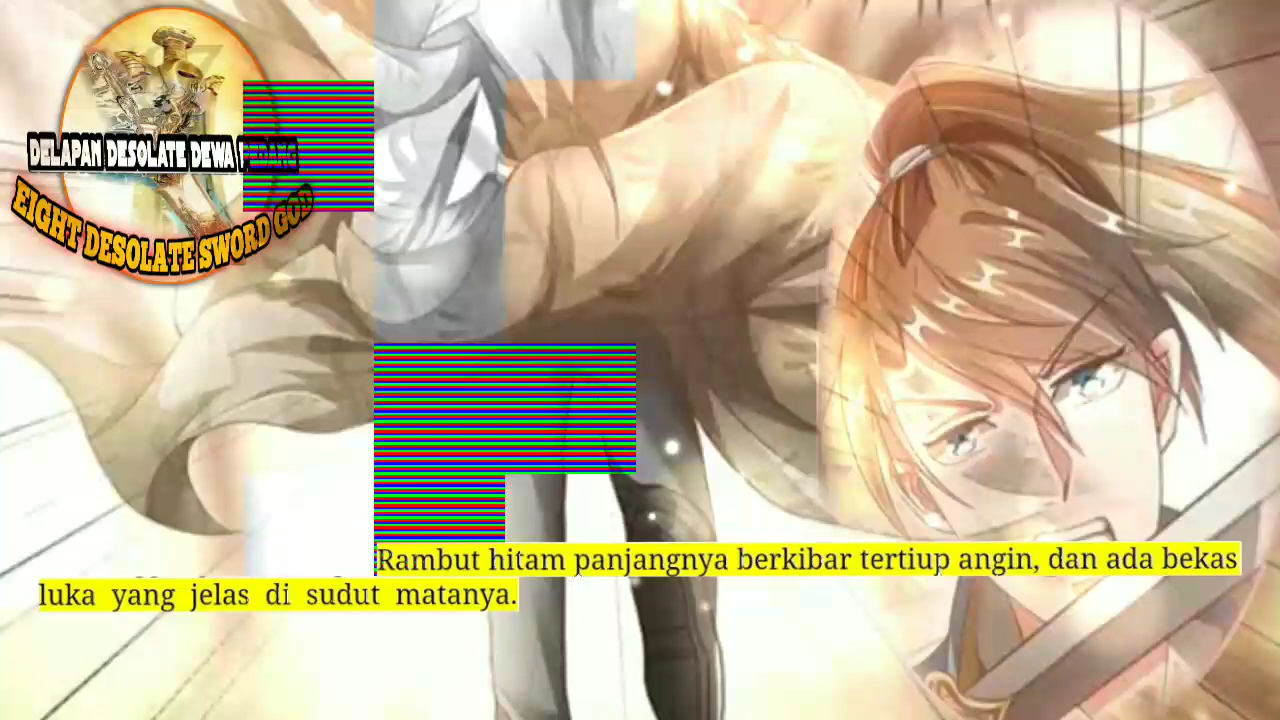 DELAPAN DESOLATE DEWA PEDANG
EIGHT DESOLATE SWORD GOD
Rambut hitam panjangnya berkibar tertiup angin, dan ada bekas
luka yang jelas di sudut matanya.